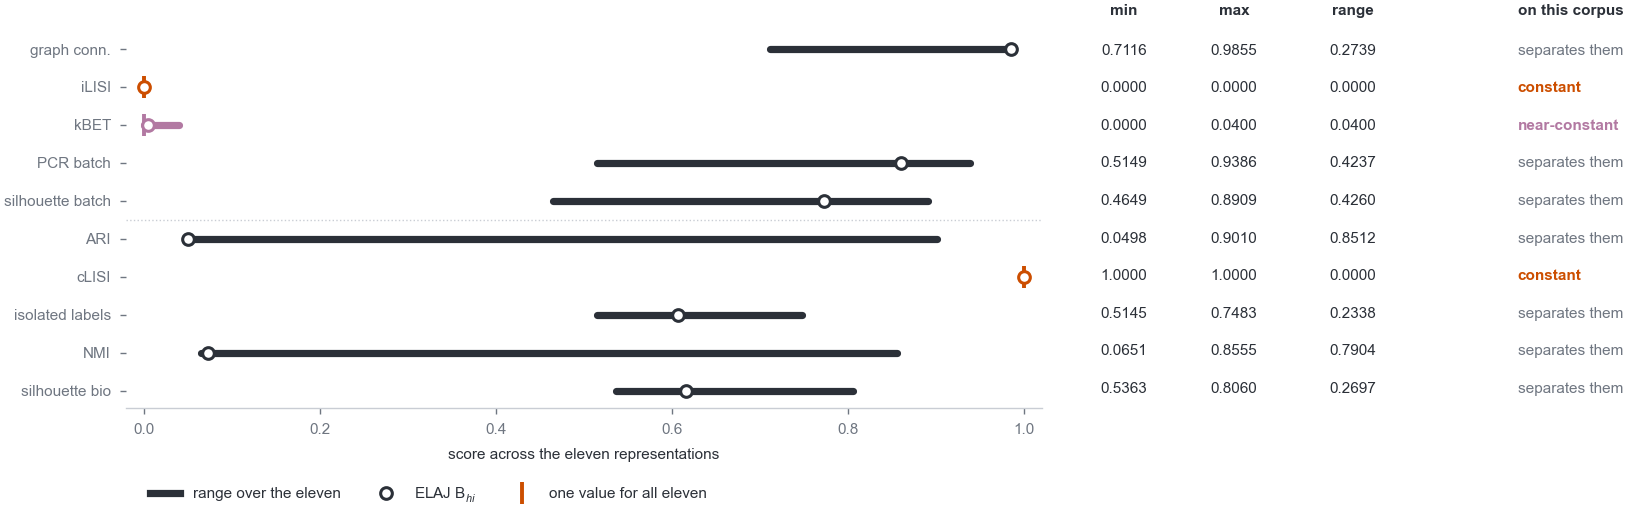 min max range on this corpus
graph conn. 0.7116 0.9855 0.2739 separates them
iLISI 0.0000 0.0000 0.0000 constant
kBET 0.0000 0.0400 0.0400 near-constant
PCR batch 0.5149 0.9386 0.4237 separates them
silhouette batch 0.4649 0.8909 0.4260 separates them
ARI 0.0498 0.9010 0.8512 separates them
cLISI 1.0000 1.0000 0.0000 constant
isolated labels 0.5145 0.7483 0.2338 separates them
NMI 0.0651 0.8555 0.7904 separates them
silhouette bio 0.5363 0.8060 0.2697 separates them
0.0 0.2 0.4 0.6 0.8 1.0
score across the eleven representations
range over the eleven ELAJ B_hi one value for all eleven